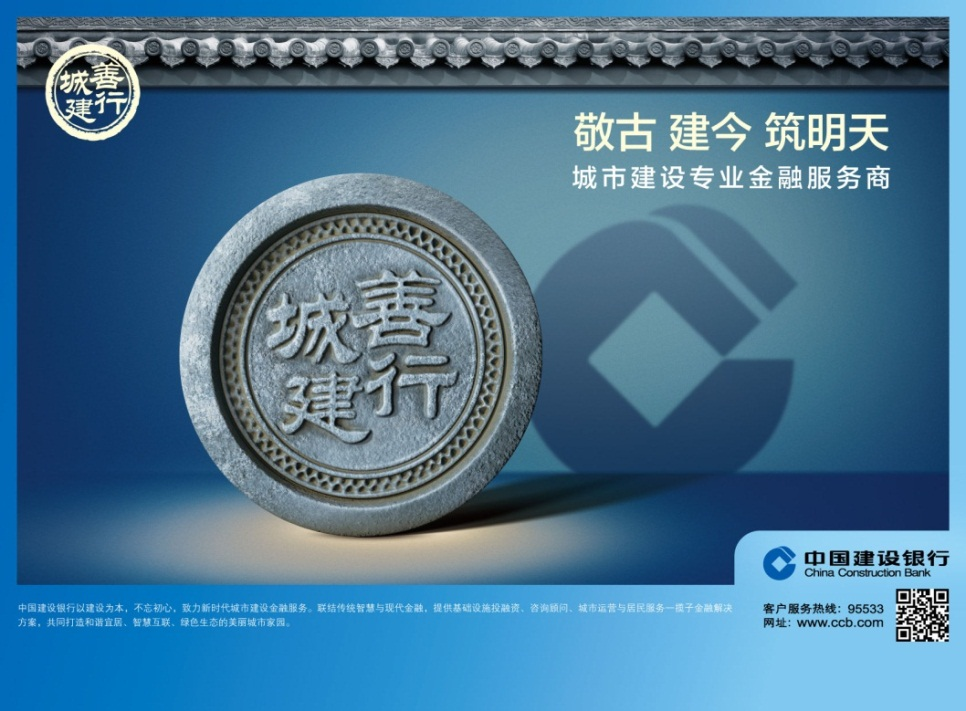 善行
城建
敬古 建今 筑明天
城市建设专业金融服务商
善行
城建
中国建设银行
China Construction Bank
中国建设银行以建设为本，不忘初心，致力新时代城市建设金融服务。联结传统智慧与现代金融，提供基础设施投融资、咨询顾问、城市运营与居民服务一揽子金融解决
方案，共同打造和谐宜居、智慧互联、绿色生态的美丽城市家园。
客户服务热线：95533
网址：www.ccb.com